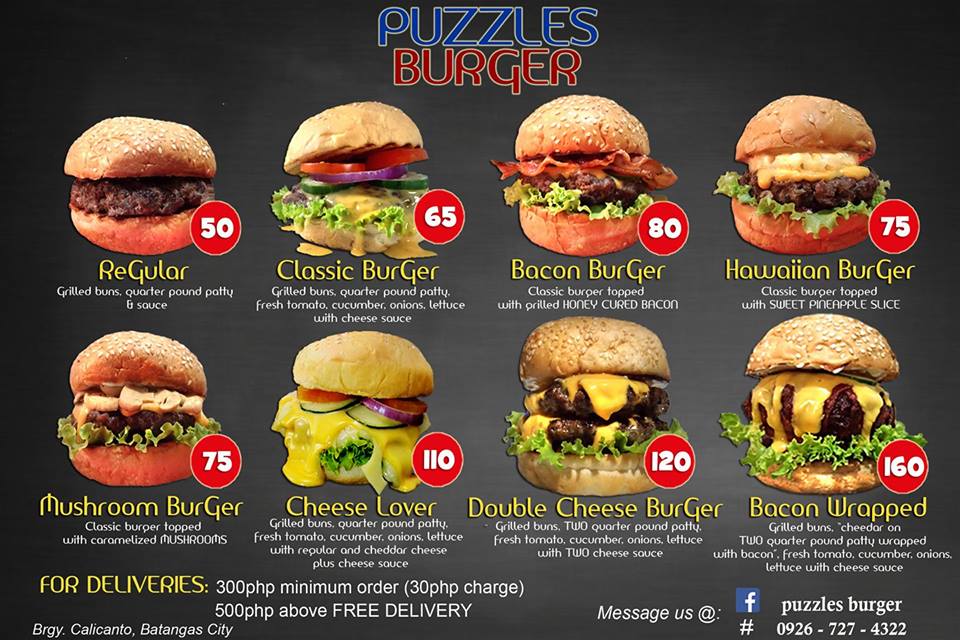 PUZZLES
BURGER
50
65
80
75
ReGular
Grilled buns, quarter pound patty
& sauce
Classic BurGer
Grilled buns, quarter pound patty,
fresh tomato, cucumber, onions, lettuce
with cheese sauce
Bacon BurGer
Classic burger topped
with grilled HONEY CURED BACON
Hawaiian BurGer
Classic burger topped
with SWEET PINEAPPLE SLICE
75
110
120
160
Mushroom BurGer
Classic burger topped
with caramelized MUSHROOMS
Cheese Lover
Grilled buns, quarter pound patty,
fresh tomato, cucumber, onions, lettuce
with regular and cheddar cheese
plus cheese sauce
Double Cheese BurGer
Grilled buns, TWO quarter pound patty,
fresh tomato, cucumber, onions, lettuce
with TWO cheese sauce
Bacon Wrapped
Grilled buns, "cheedar on
TWO quarter pound patty wrapped
with bacon", fresh tomato, cucumber, onions,
lettuce with cheese sauce
FOR DELIVERIES: 300php minimum order (30php charge)
500php above FREE DELIVERY
Brgy. Calicanto, Batangas City
Message us @: f puzzles burger
# 0926 - 727 - 4322